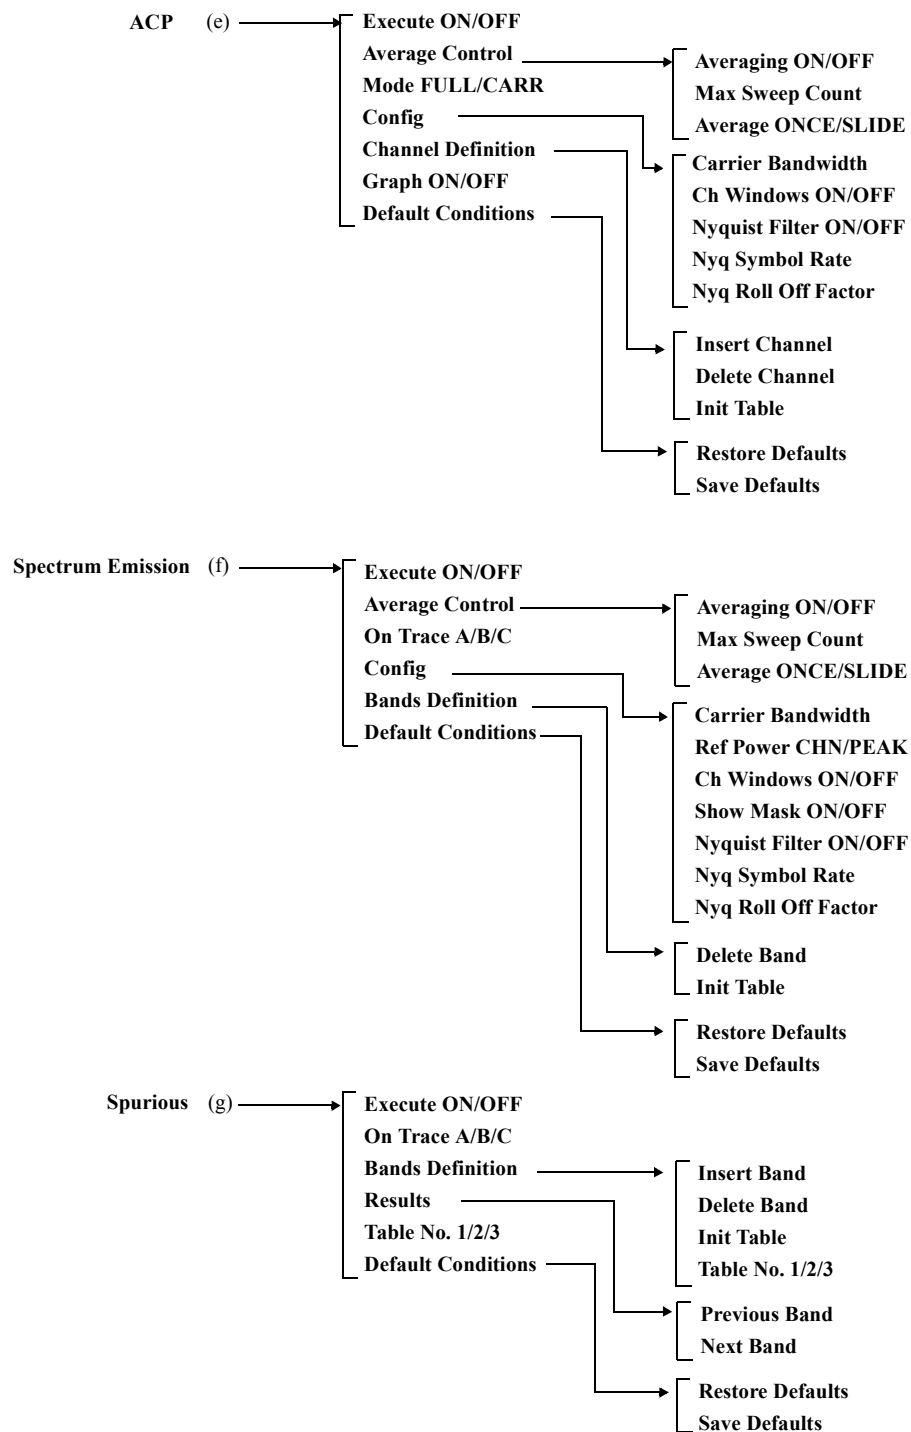 ACP (e)
Execute ON/OFF
Average Control
Mode FULL/CARR
Config
Channel Definition
Graph ON/OFF
Default Conditions
Averaging ON/OFF
Max Sweep Count
Average ONCE/SLIDE
Carrier Bandwidth
Ch Windows ON/OFF
Nyquist Filter ON/OFF
Nyq Symbol Rate
Nyq Roll Off Factor
Insert Channel
Delete Channel
Init Table
Restore Defaults
Save Defaults
Spectrum Emission (f)
Execute ON/OFF
Average Control
On Trace A/B/C
Config
Bands Definition
Default Conditions
Averaging ON/OFF
Max Sweep Count
Average ONCE/SLIDE
Carrier Bandwidth
Ref Power CHN/PEAK
Ch Windows ON/OFF
Show Mask ON/OFF
Nyquist Filter ON/OFF
Nyq Symbol Rate
Nyq Roll Off Factor
Delete Band
Init Table
Restore Defaults
Save Defaults
Spurious (g)
Execute ON/OFF
On Trace A/B/C
Bands Definition
Results
Table No. 1/2/3
Default Conditions
Insert Band
Delete Band
Init Table
Table No. 1/2/3
Previous Band
Next Band
Restore Defaults
Save Defaults